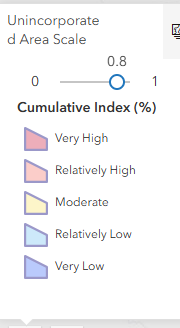 Unincorporate
d Area Scale
0.8
0
1
Cumulative Index (%)
Very High
Relatively High
Moderate
Relatively Low
Very Low